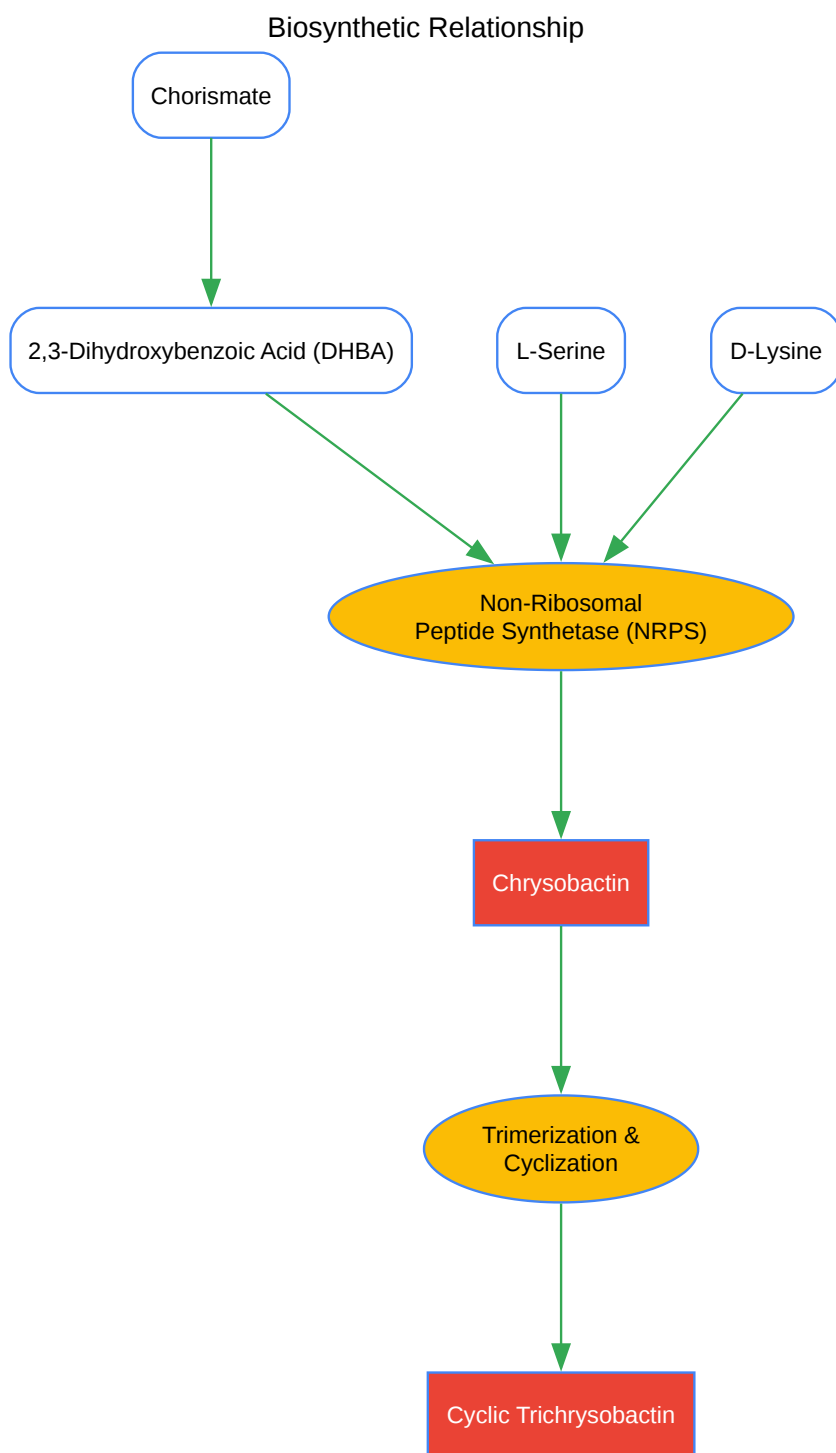 Biosynthetic Relationship
Chorismate
2,3-Dihydroxybenzoic Acid (DHBA)
L-Serine
D-Lysine
Non-Ribosomal
Peptide Synthetase (NRPS)
Chrysobactin
Trimerization &
Cyclization
Cyclic Trichrysobactin